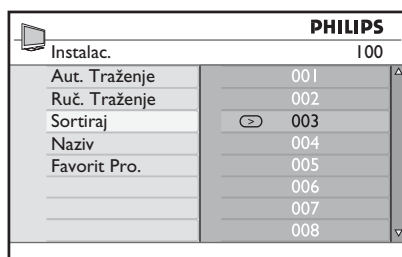 PHILIPS
Instalac. 100
Aut. Traženje 001
Ruč. Traženje 002
Sortiraj 003
Naziv 004
Favorit Pro. 005
006
007
008